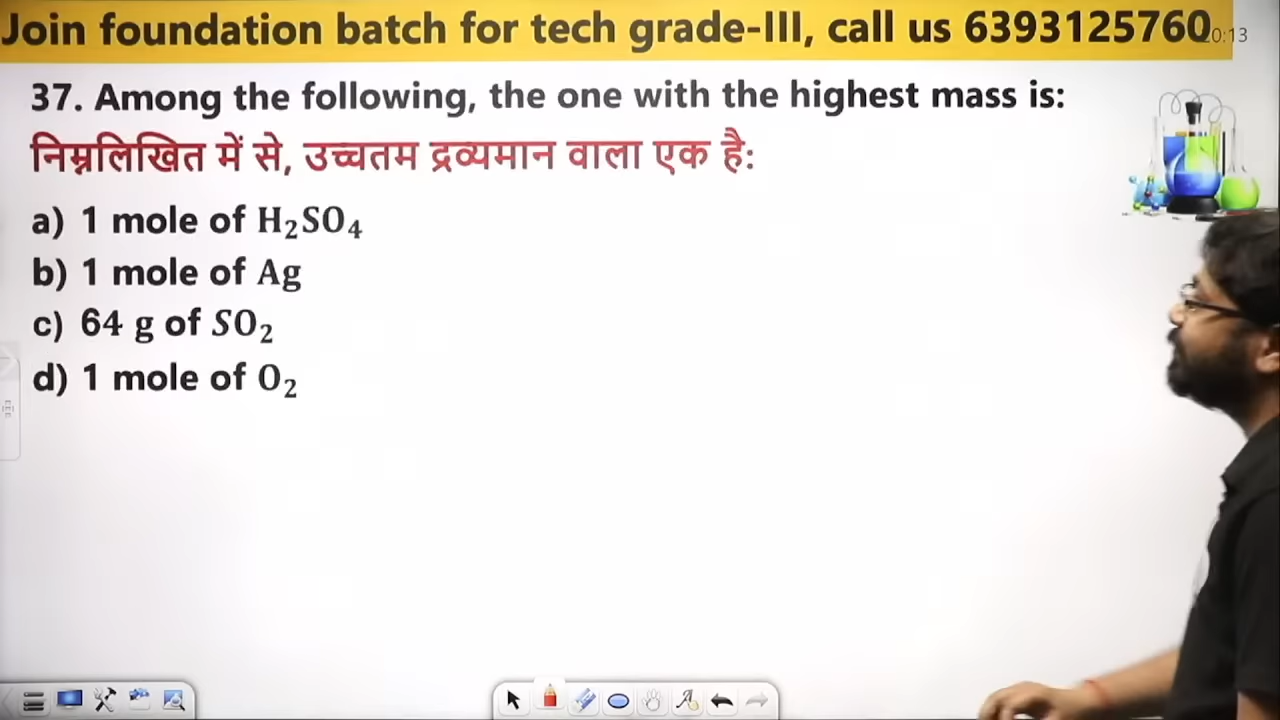 Join foundation batch for tech grade-III, call us 6393125760
20:13
37. Among the following, the one with the highest mass is:
निम्नलिखित में से, उच्चतम द्रव्यमान वाला एक है:
a) 1 mole of H₂SO₄
b) 1 mole of Ag
c) 64 g of SO₂
d) 1 mole of O₂